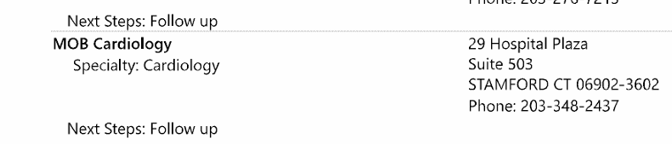 Next Steps: Follow up
MOB Cardiology
29 Hospital Plaza
Specialty: Cardiology
Suite 503
STAMFORD CT 06902-3602
Phone: 203-348-2437
Next Steps: Follow up